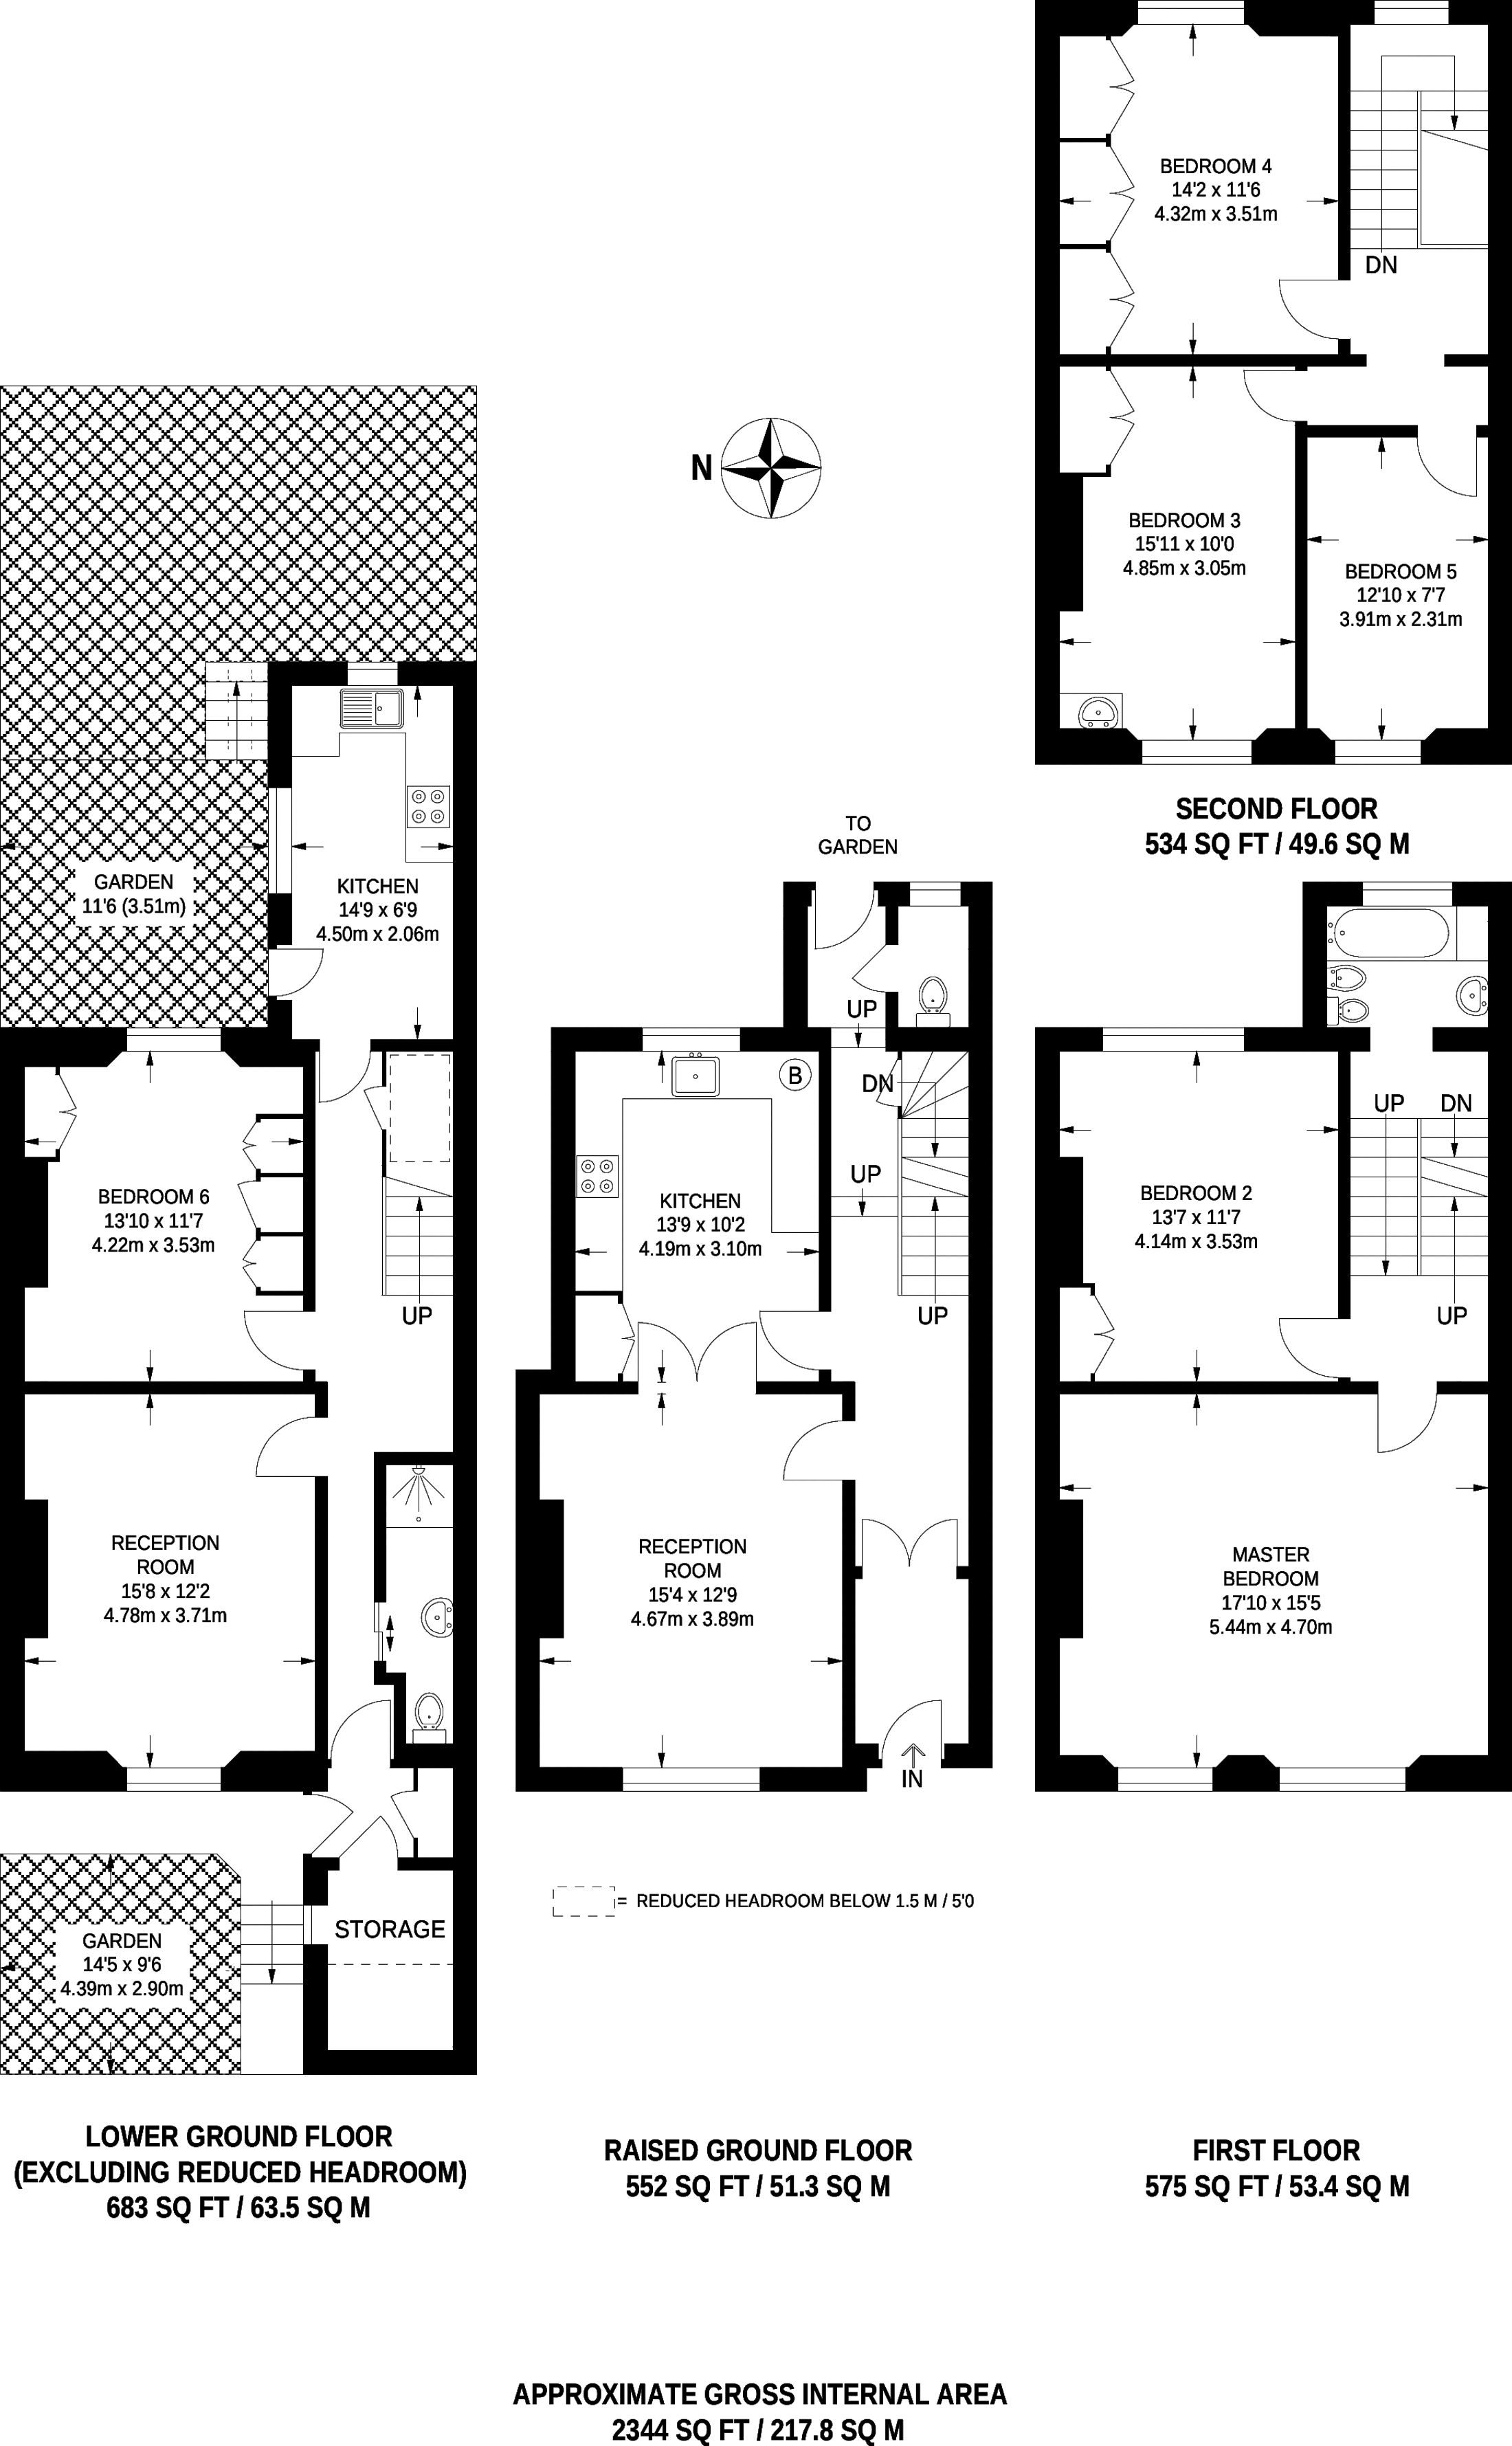 BEDROOM 4
14'2 x 11'6
4.32m x 3.51m
DN
BEDROOM 3
15'11 x 10'0
4.85m x 3.05m
BEDROOM 5
12'10 x 7'7
3.91m x 2.31m
SECOND FLOOR
534 SQ FT / 49.6 SQ M
N
GARDEN
11'6 (3.51m)
KITCHEN
14'9 x 6'9
4.50m x 2.06m
BEDROOM 6
13'10 x 11'7
4.22m x 3.53m
UP
RECEPTION
ROOM
15'8 x 12'2
4.78m x 3.71m
STORAGE
GARDEN
14'5 x 9'6
4.39m x 2.90m
LOWER GROUND FLOOR
(EXCLUDING REDUCED HEADROOM)
683 SQ FT / 63.5 SQ M
TO
GARDEN
UP
B
DN
UP
KITCHEN
13'9 x 10'2
4.19m x 3.10m
UP
RECEPTION
ROOM
15'4 x 12'9
4.67m x 3.89m
IN
= REDUCED HEADROOM BELOW 1.5 M / 5'0
RAISED GROUND FLOOR
552 SQ FT / 51.3 SQ M
UP DN
BEDROOM 2
13'7 x 11'7
4.14m x 3.53m
UP
MASTER
BEDROOM
17'10 x 15'5
5.44m x 4.70m
FIRST FLOOR
575 SQ FT / 53.4 SQ M
APPROXIMATE GROSS INTERNAL AREA
2344 SQ FT / 217.8 SQ M